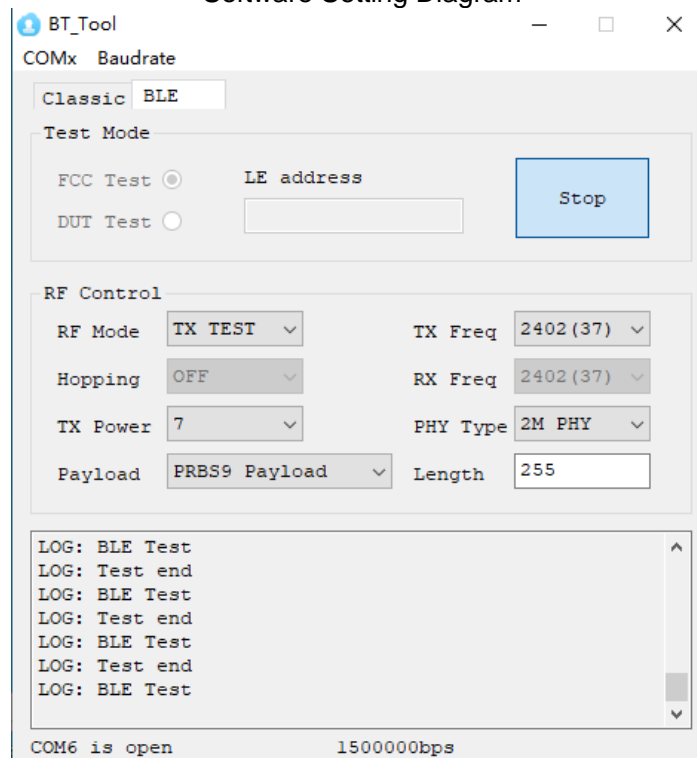 Software Setting Diagram
BT_Tool
COMx Baudrate
Classic BLE
Test Mode
FCC Test LE address
Stop
DUT Test
RF Control
RF Mode TX TEST TX Freq 2402(37)
Hopping OFF RX Freq 2402(37)
TX Power 7 PHY Type 2M PHY
Payload PRBS9 Payload Length 255
LOG: BLE Test
LOG: Test end
LOG: BLE Test
LOG: Test end
LOG: BLE Test
LOG: Test end
LOG: BLE Test
COM6 is open 1500000bps